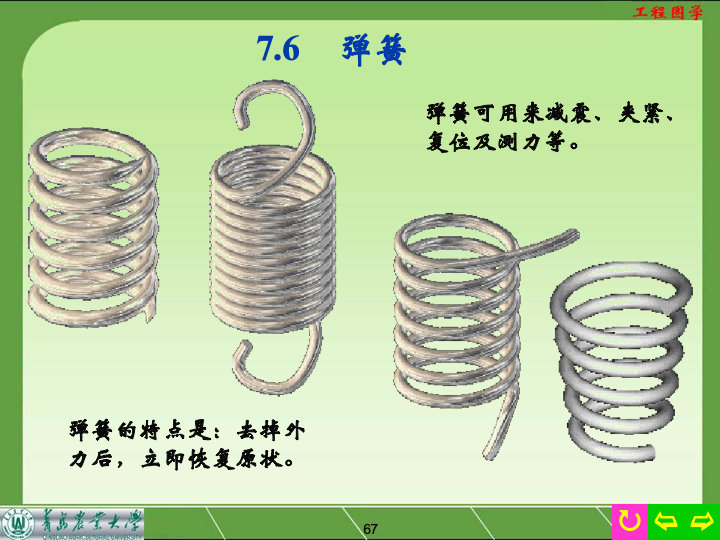 工程图学
7.6 弹簧
弹簧可用来减震、夹紧、
复位及测力等。
弹簧的特点是：去掉外
力后，立即恢复原状。
青岛农业大学
67